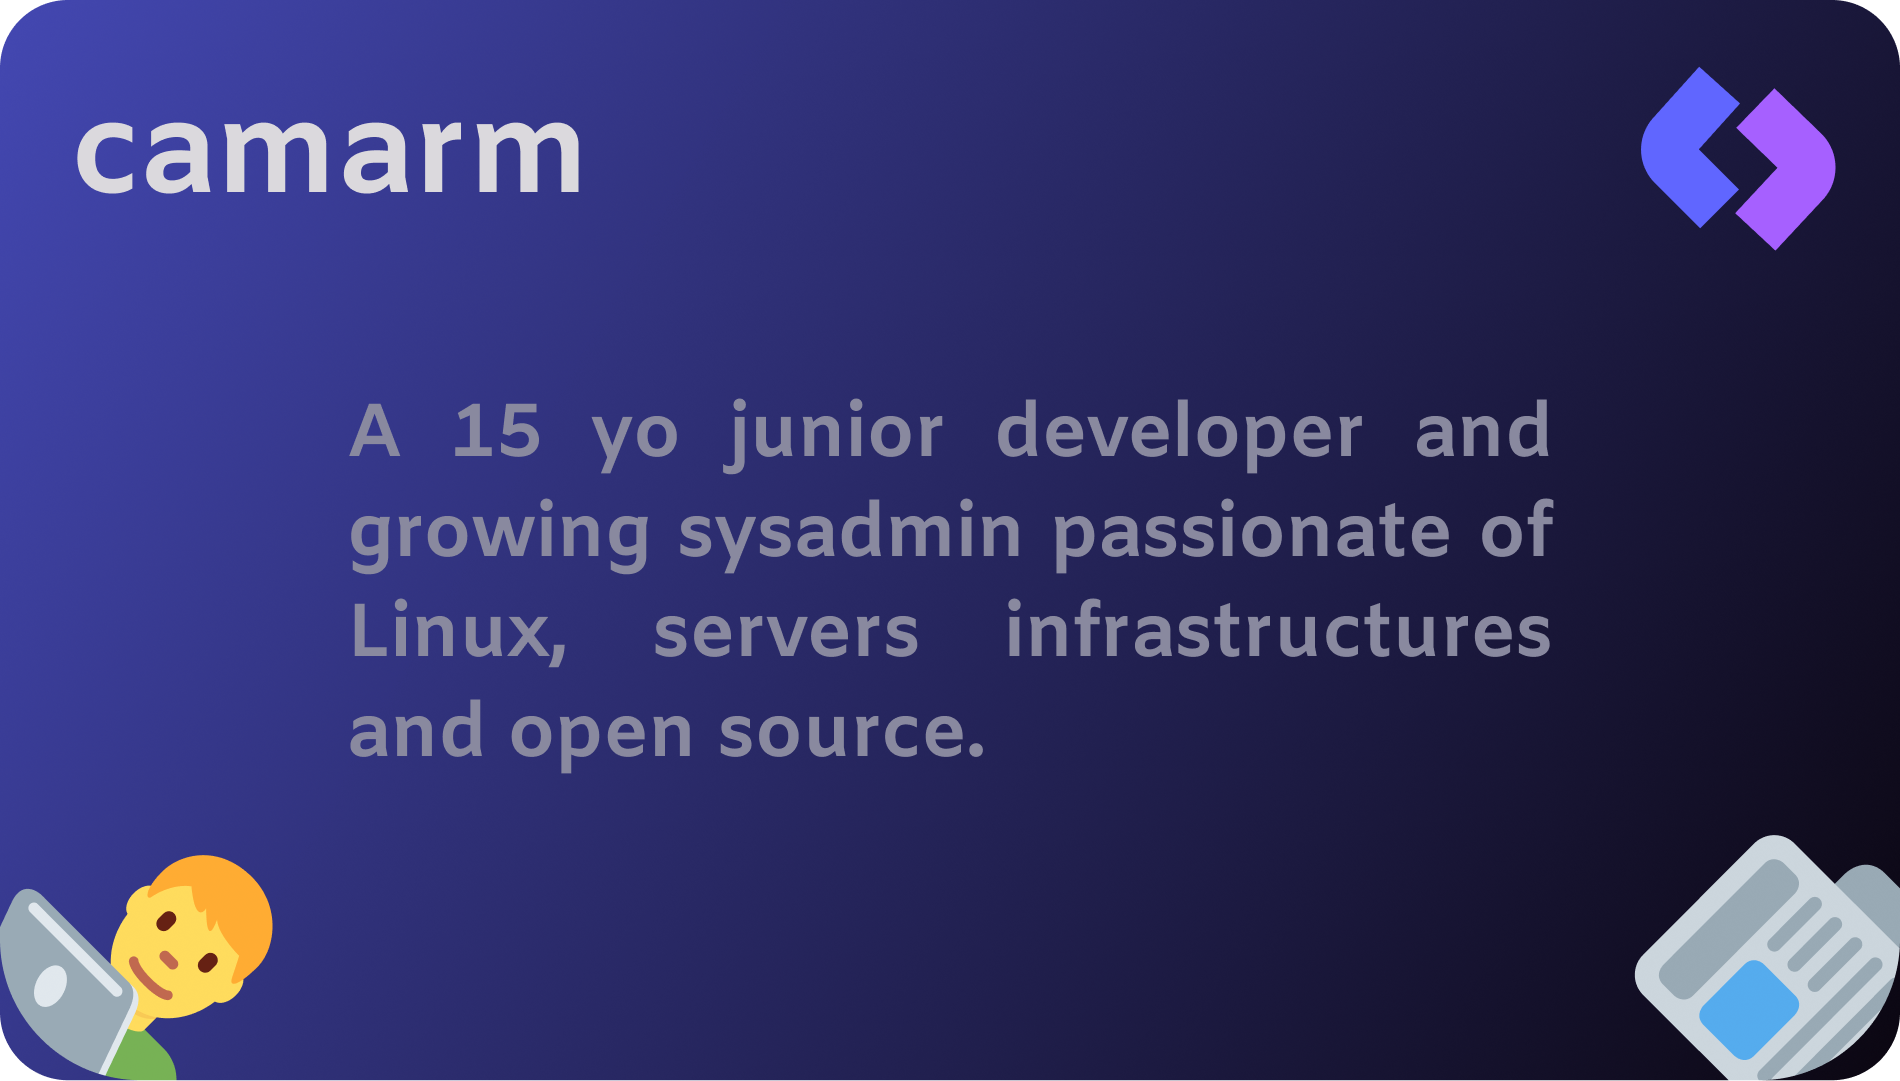 camarm
A 15 yo junior developer and
growing sysadmin passionate of
Linux, servers infrastructures
and open source.